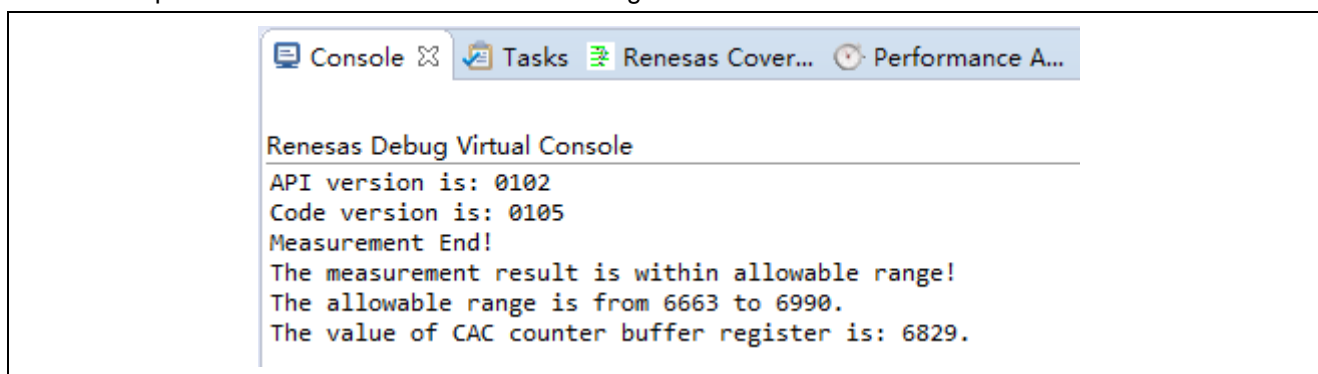 Console Tasks Renesas Cover... Performance A...
Renesas Debug Virtual Console
API version is: 0102
Code version is: 0105
Measurement End!
The measurement result is within allowable range!
The allowable range is from 6663 to 6990.
The value of CAC counter buffer register is: 6829.